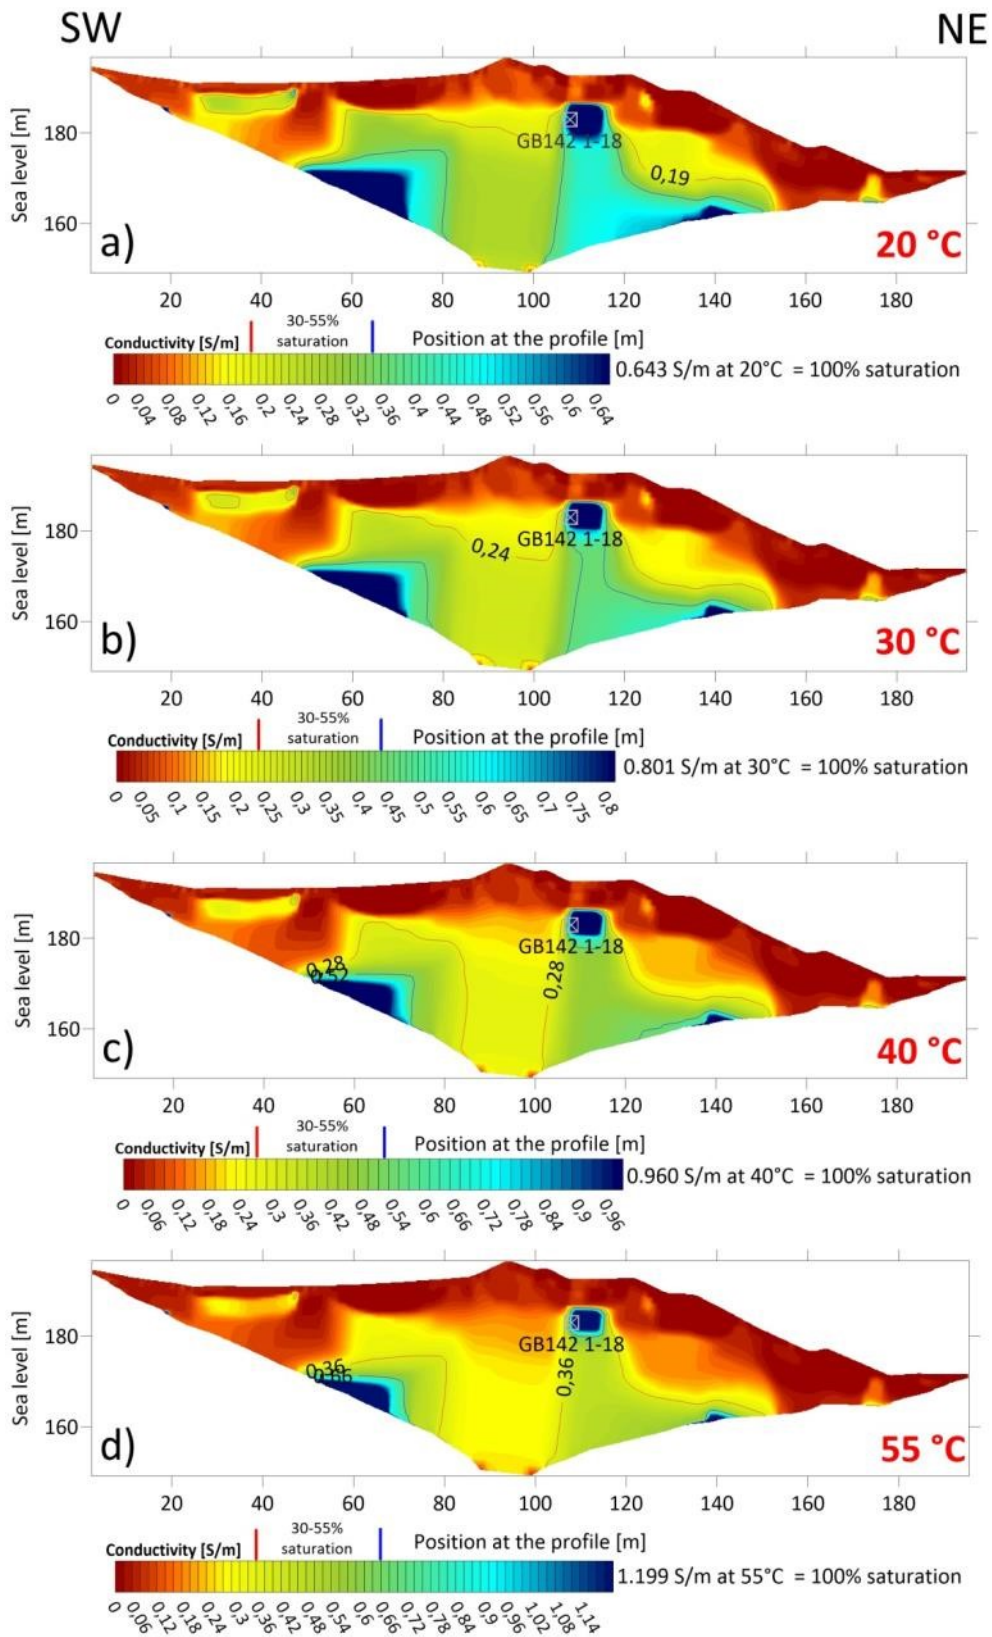 SW NE
Sea level [m]
180
160
GB142 1-18
0,19
a)
20 °C
20 40 60 80 100 120 140 160 180
30-55%
Conductivity [S/m] saturation Position at the profile [m]
0.643 S/m at 20°C = 100% saturation
0 0,04 0,08 0,12 0,16 0,2 0,24 0,28 0,32 0,36 0,4 0,44 0,48 0,52 0,56 0,6 0,64
Sea level [m]
180
160
GB142 1-18
0,24
b)
30 °C
20 40 60 80 100 120 140 160 180
30-55%
Conductivity [S/m] saturation Position at the profile [m]
0.801 S/m at 30°C = 100% saturation
0 0,05 0,1 0,15 0,2 0,25 0,3 0,35 0,4 0,45 0,5 0,55 0,6 0,65 0,7 0,75 0,8
Sea level [m]
180
160
GB142 1-18
0,28
0,52
0,28
c)
40 °C
20 40 60 80 100 120 140 160 180
30-55%
Conductivity [S/m] saturation Position at the profile [m]
0.960 S/m at 40°C = 100% saturation
0 0,06 0,12 0,18 0,24 0,3 0,36 0,42 0,48 0,54 0,6 0,66 0,72 0,78 0,84 0,9 0,96
Sea level [m]
180
160
GB142 1-18
0,36
0,66
0,36
d)
55 °C
20 40 60 80 100 120 140 160 180
30-55%
Conductivity [S/m] saturation Position at the profile [m]
1.199 S/m at 55°C = 100% saturation
0 0,06 0,12 0,18 0,24 0,3 0,36 0,42 0,48 0,54 0,6 0,66 0,72 0,78 0,84 0,9 0,96 1,02 1,08 1,14